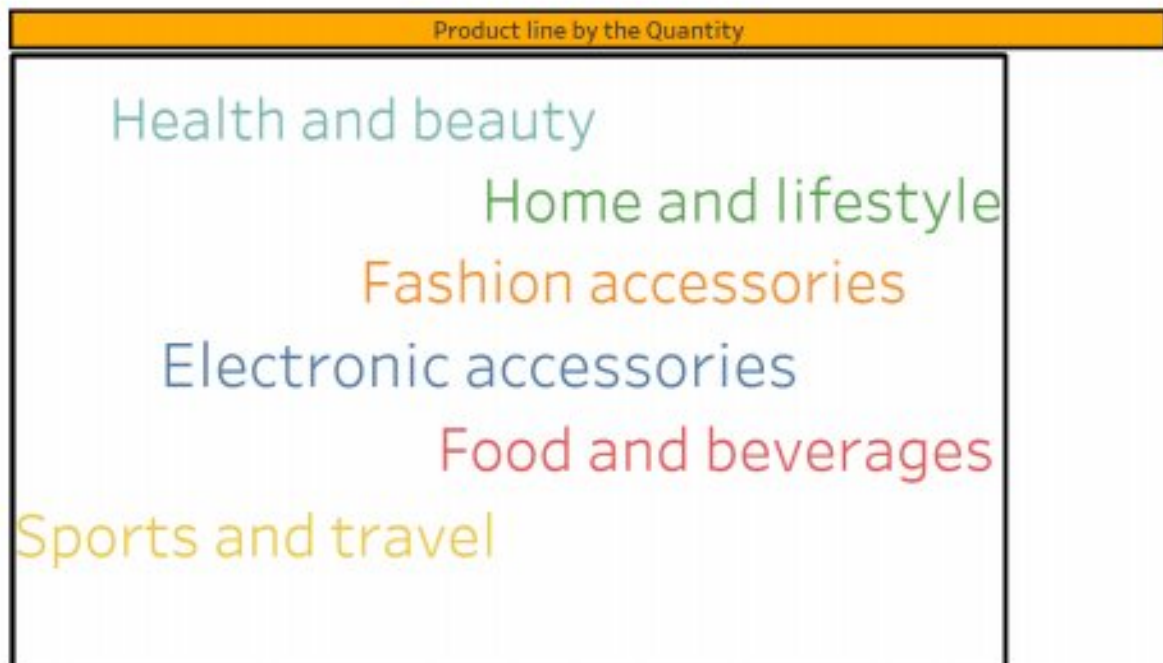 Product line by the Quantity
Health and beauty
Home and lifestyle
Fashion accessories
Electronic accessories
Food and beverages
Sports and travel